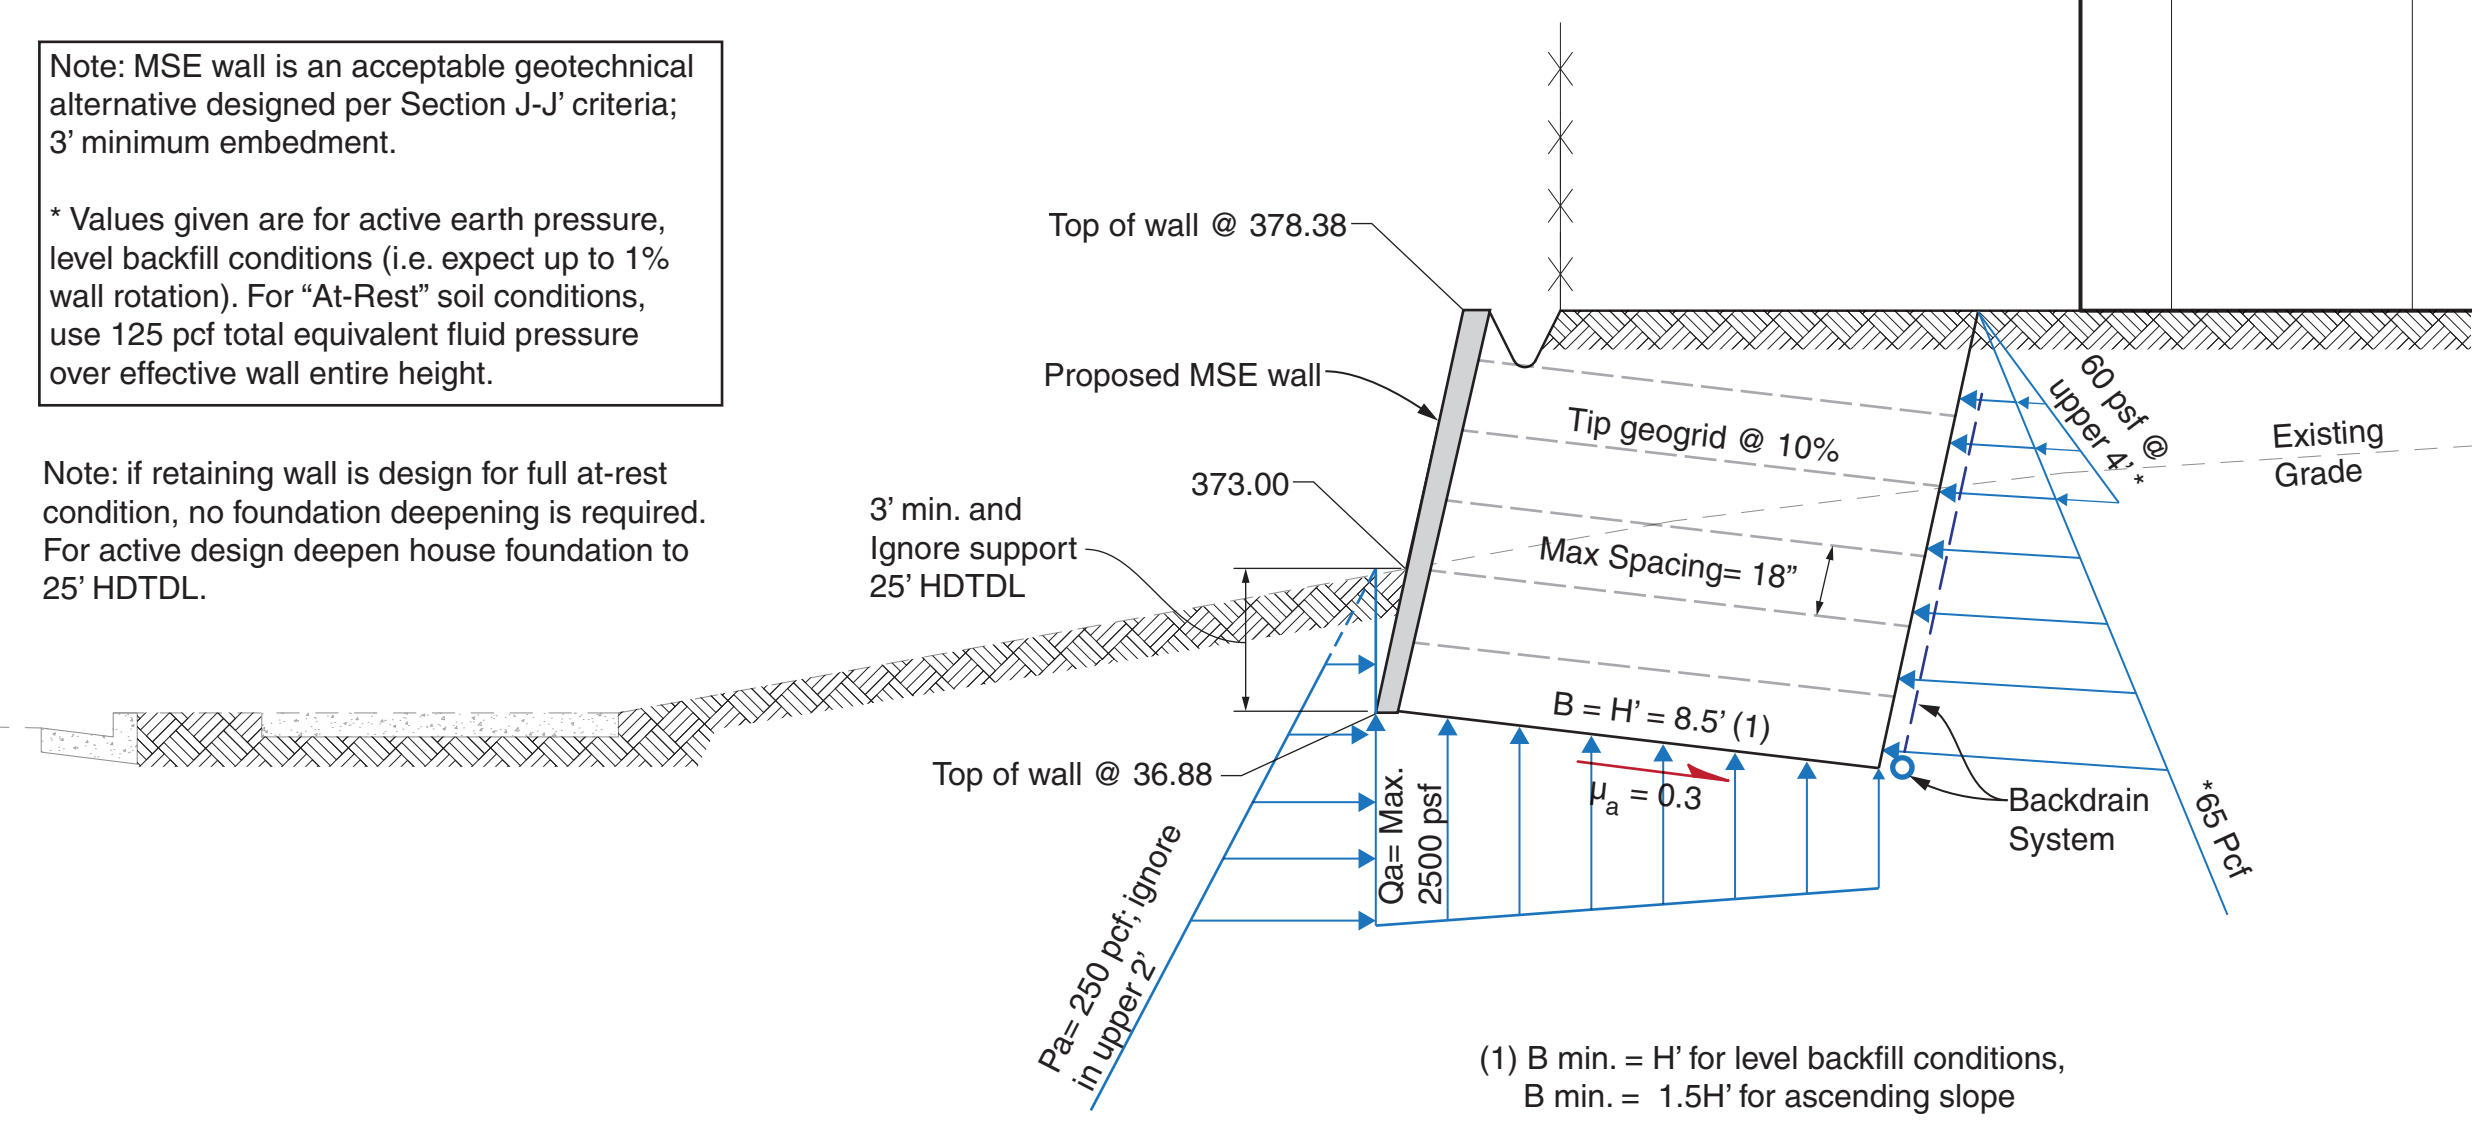 Note: MSE wall is an acceptable geotechnical
alternative designed per Section J-J’ criteria;
3’ minimum embedment.
* Values given are for active earth pressure,
level backfill conditions (i.e. expect up to 1%
wall rotation). For “At-Rest” soil conditions,
use 125 pcf total equivalent fluid pressure
over effective wall entire height.
Note: if retaining wall is design for full at-rest
condition, no foundation deepening is required.
For active design deepen house foundation to
25’ HDTDL.
Top of wall @ 378.38
Proposed MSE wall
373.00
3’ min. and
Ignore support
25’ HDTDL
Top of wall @ 36.88
Tip geogrid @ 10%
Max Spacing= 18”
B = H’ = 8.5’ (1)
µa = 0.3
Qa= Max.
2500 psf
Pa= 250 pcf; ignore
in upper 2’
60 psf @
upper 4’ *
Existing
Grade
*65 Pcf
Backdrain
System
(1) B min. = H’ for level backfill conditions,
B min. = 1.5H’ for ascending slope